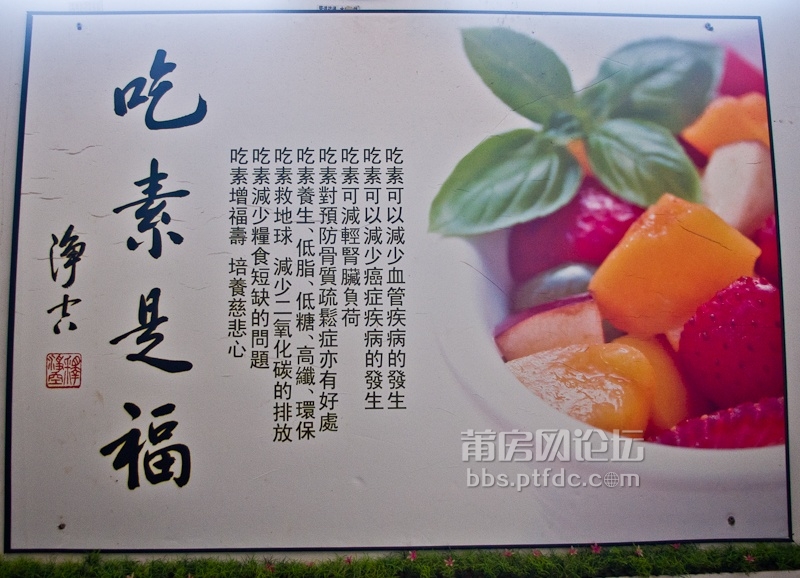 吃素可以減少血管疾病的發生
吃素可以減少癌症疾病的發生
吃素可減輕腎臟負荷
吃素對預防骨質疏鬆症亦有好處
吃素養生、低脂、低糖、高纖、環保
吃素救地球 減少二氧化碳的排放
吃素減少糧食短缺的問題
吃素增福壽 培養慈悲心
吃素是福
淨空
莆房网论坛
bbs.ptfdc.com